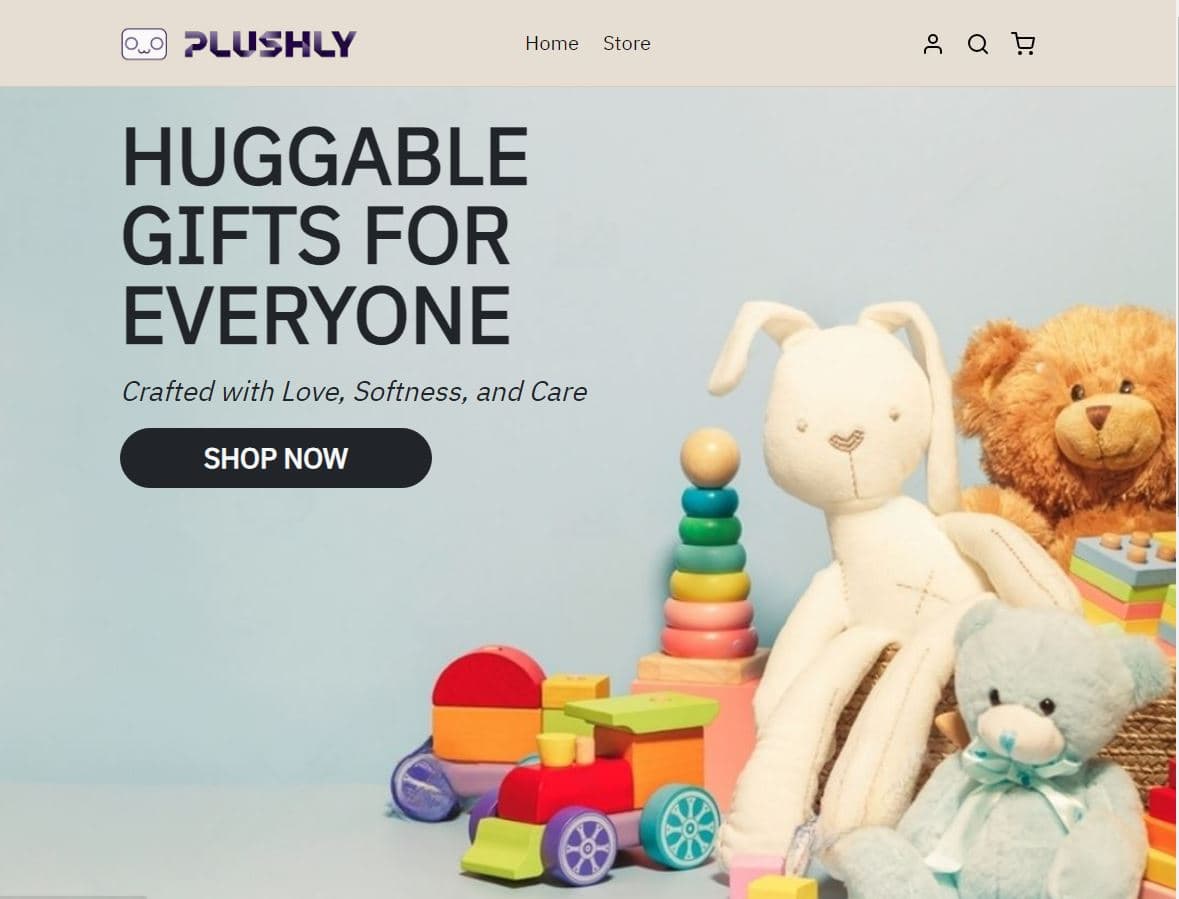 PLUSHLY
Home Store
HUGGABLE
GIFTS FOR
EVERYONE
Crafted with Love, Softness, and Care
SHOP NOW